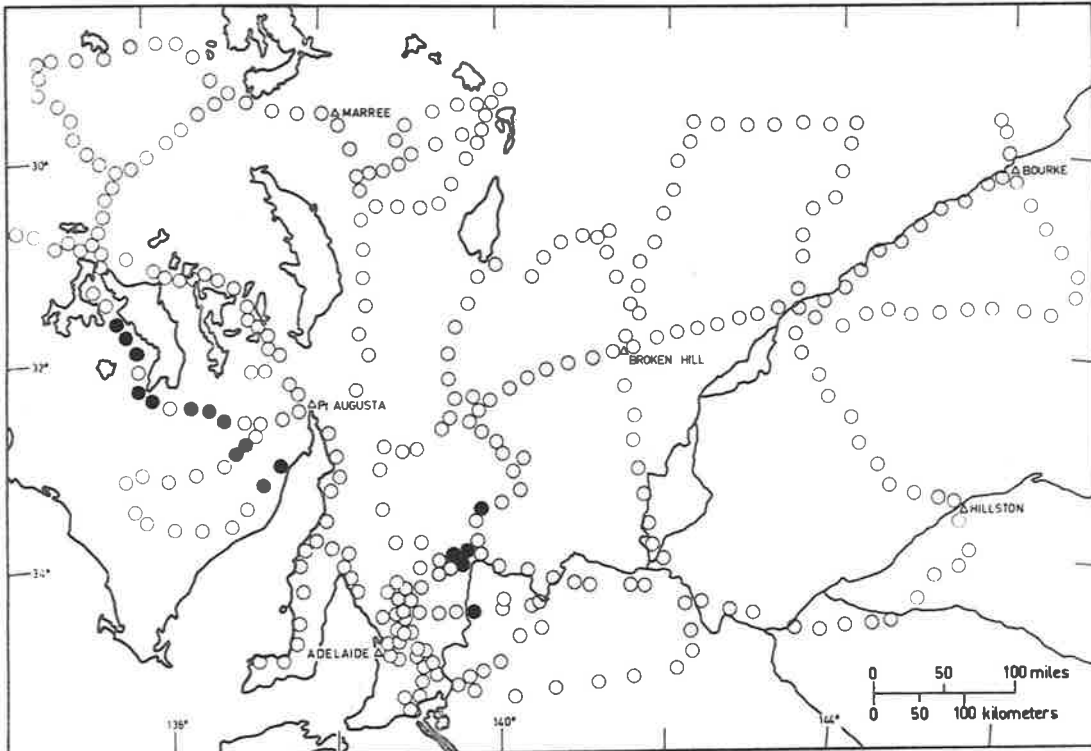 MARREE
30°
BOURKE
32°
BROKEN HILL
Pt AUGUSTA
HILLSTON
34°
ADELAIDE
0 50 100 miles
0 50 100 kilometers
136° 140° 144°